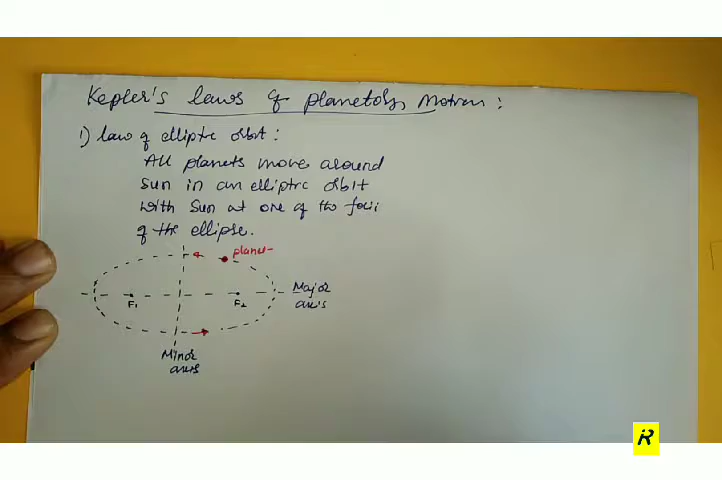 Kepler's laws of planetory Motion :
1) law of elliptic orbit :
All planets move around
sun in an elliptic orbit
with Sun at one of the foci
of the ellipse.
planet
F1
F2
Major
axis
Minor
axis
R